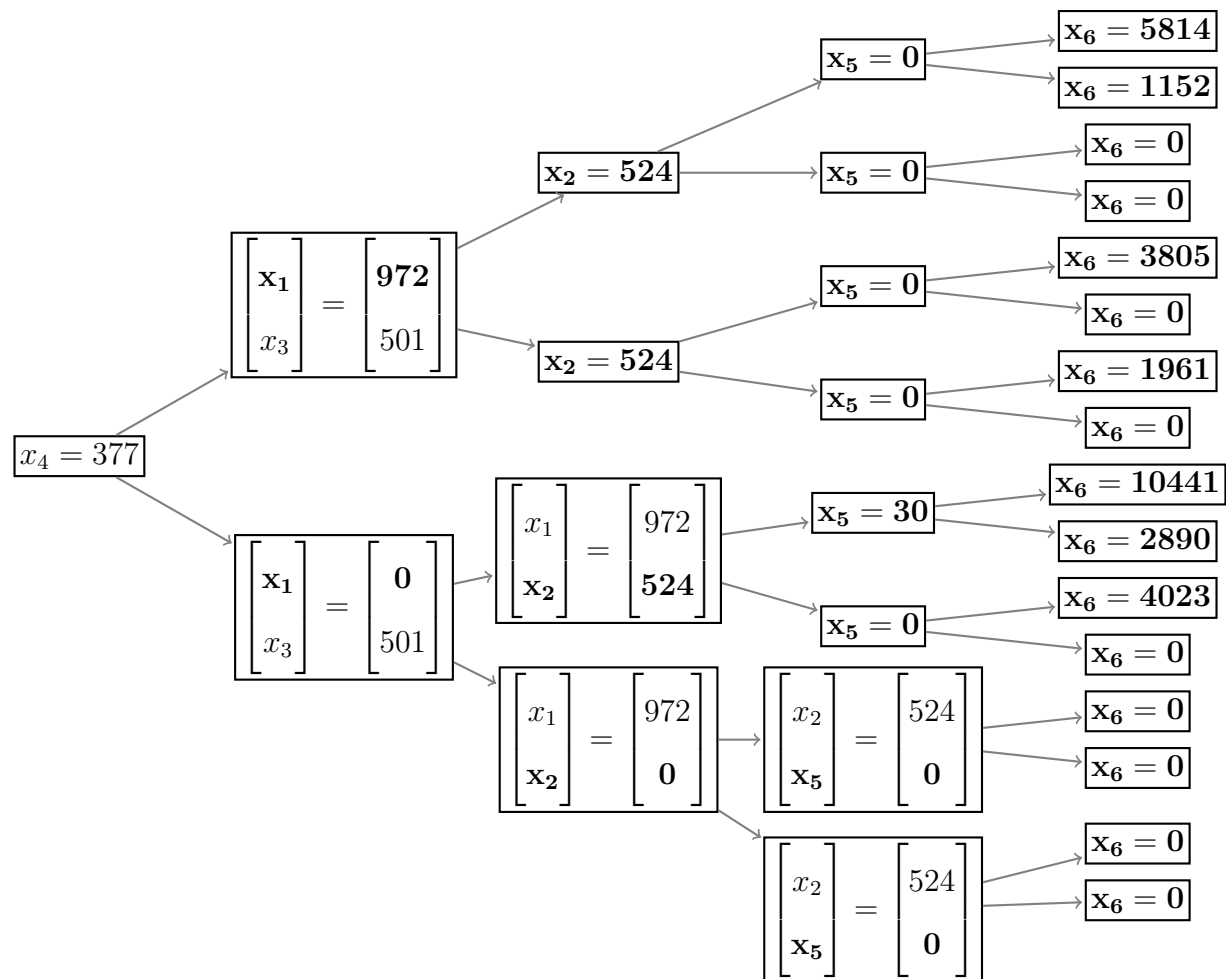 x₆ = 5814
x₅ = 0
x₆ = 1152
x₆ = 0
x₂ = 524
x₅ = 0
x₆ = 0
x₆ = 3805
[x₁ x₃] = [972 501]
x₅ = 0
x₆ = 0
x₂ = 524
x₆ = 1961
x₅ = 0
x₆ = 0
x₄ = 377
x₆ = 10441
[x₁ x₂] = [972 524]
x₅ = 30
x₆ = 2890
[x₁ x₃] = [0 501]
x₆ = 4023
x₅ = 0
x₆ = 0
[x₁ x₂] = [972 0]
[x₂ x₅] = [524 0]
x₆ = 0
x₆ = 0
[x₂ x₅] = [524 0]
x₆ = 0
x₆ = 0